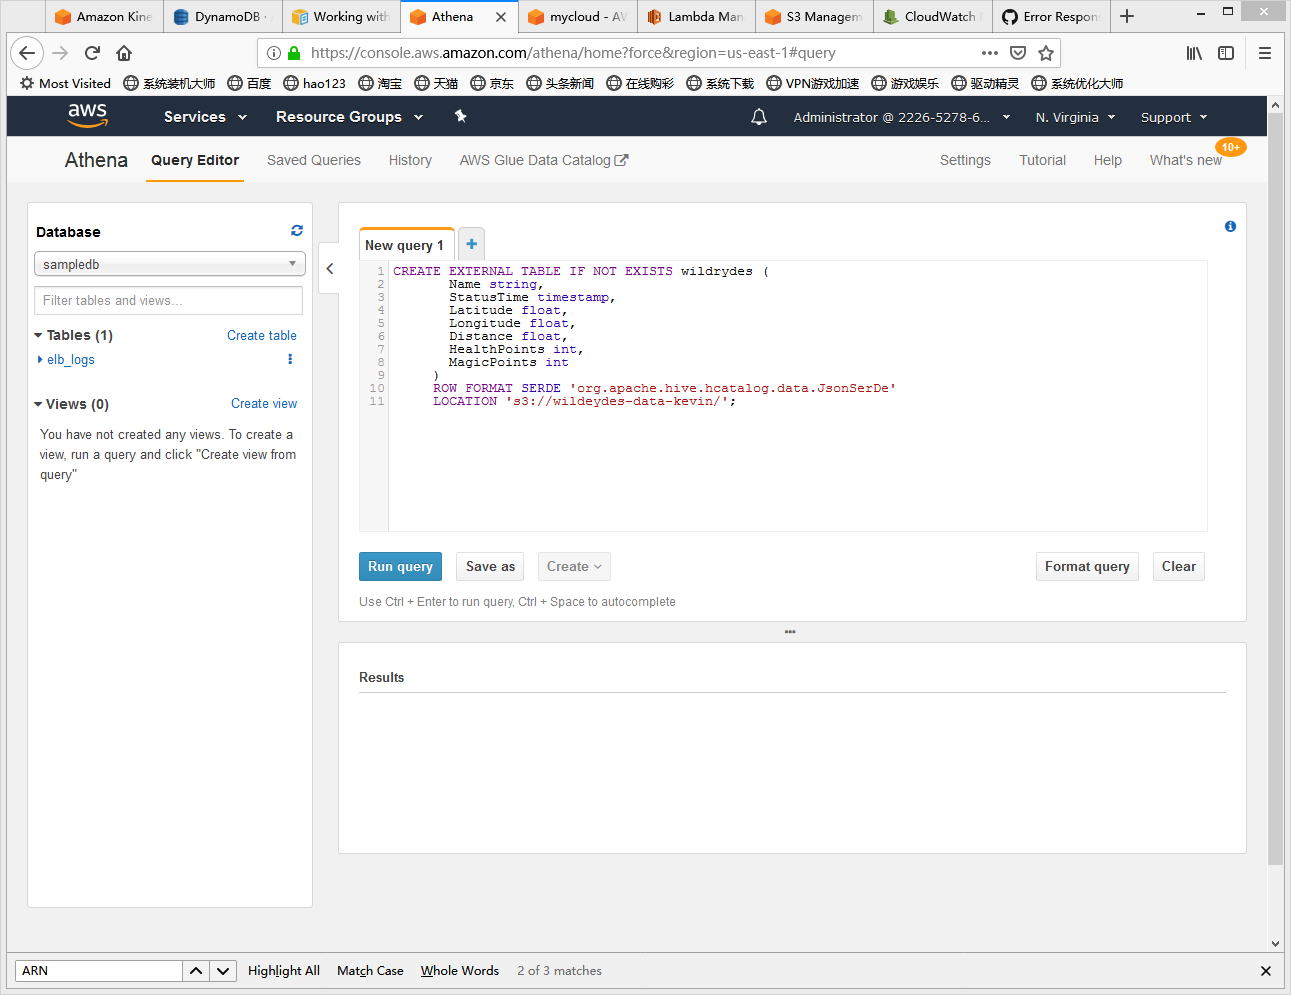 Amazon Kine
DynamoDB ·
Working with
Athena
mycloud - AV
Lambda Man
S3 Managem
CloudWatch
Error Respon
https://console.aws.amazon.com/athena/home?force&region=us-east-1#query
Most Visited
系统装机大师
百度
hao123
淘宝
天猫
京东
头条新闻
在线购彩
系统下载
VPN游戏加速
游戏娱乐
驱动精灵
系统优化大师
aws
Services
Resource Groups
Administrator @ 2226-5278-6...
N. Virginia
Support
Athena
Query Editor
Saved Queries
History
AWS Glue Data Catalog
Settings
Tutorial
Help
What's new
10+
Database
sampledb
Filter tables and views...
Tables (1)
Create table
elb_logs
Views (0)
Create view
You have not created any views. To create a
view, run a query and click "Create view from
query"
New query 1
1 CREATE EXTERNAL TABLE IF NOT EXISTS wildrydes (
2 Name string,
3 StatusTime timestamp,
4 Latitude float,
5 Longitude float,
6 Distance float,
7 HealthPoints int,
8 MagicPoints int
9 )
10 ROW FORMAT SERDE 'org.apache.hive.hcatalog.data.JsonSerDe'
11 LOCATION 's3://wildeydes-data-kevin/';
Run query
Save as
Create
Format query
Clear
Use Ctrl + Enter to run query, Ctrl + Space to autocomplete
Results
ARN
Highlight All
Match Case
Whole Words
2 of 3 matches